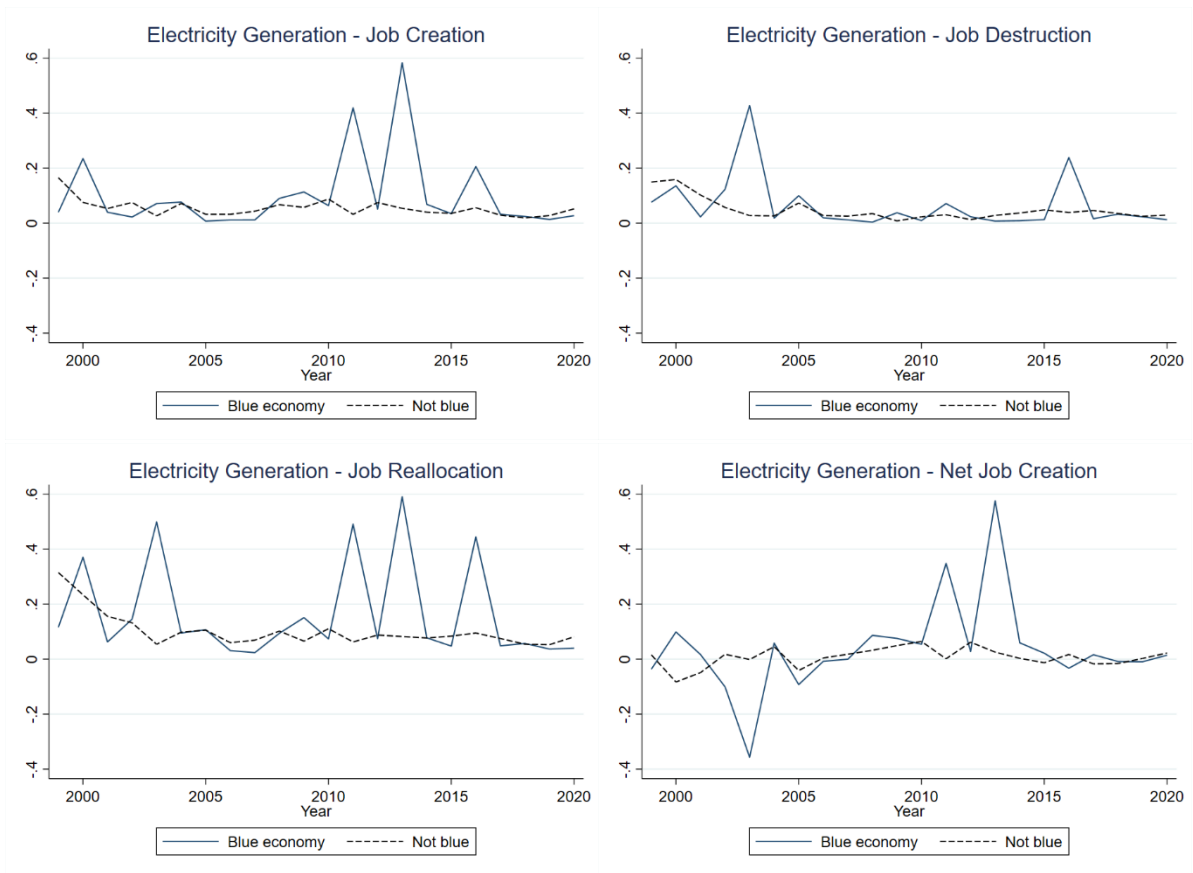 Electricity Generation - Job Creation
.6
.4
.2
0
-.2
-.4
2000 2005 2010 2015 2020
Year
Blue economy Not blue
Electricity Generation - Job Destruction
.6
.4
.2
0
-.2
-.4
2000 2005 2010 2015 2020
Year
Blue economy Not blue
Electricity Generation - Job Reallocation
.6
.4
.2
0
-.2
-.4
2000 2005 2010 2015 2020
Year
Blue economy Not blue
Electricity Generation - Net Job Creation
.6
.4
.2
0
-.2
-.4
2000 2005 2010 2015 2020
Year
Blue economy Not blue